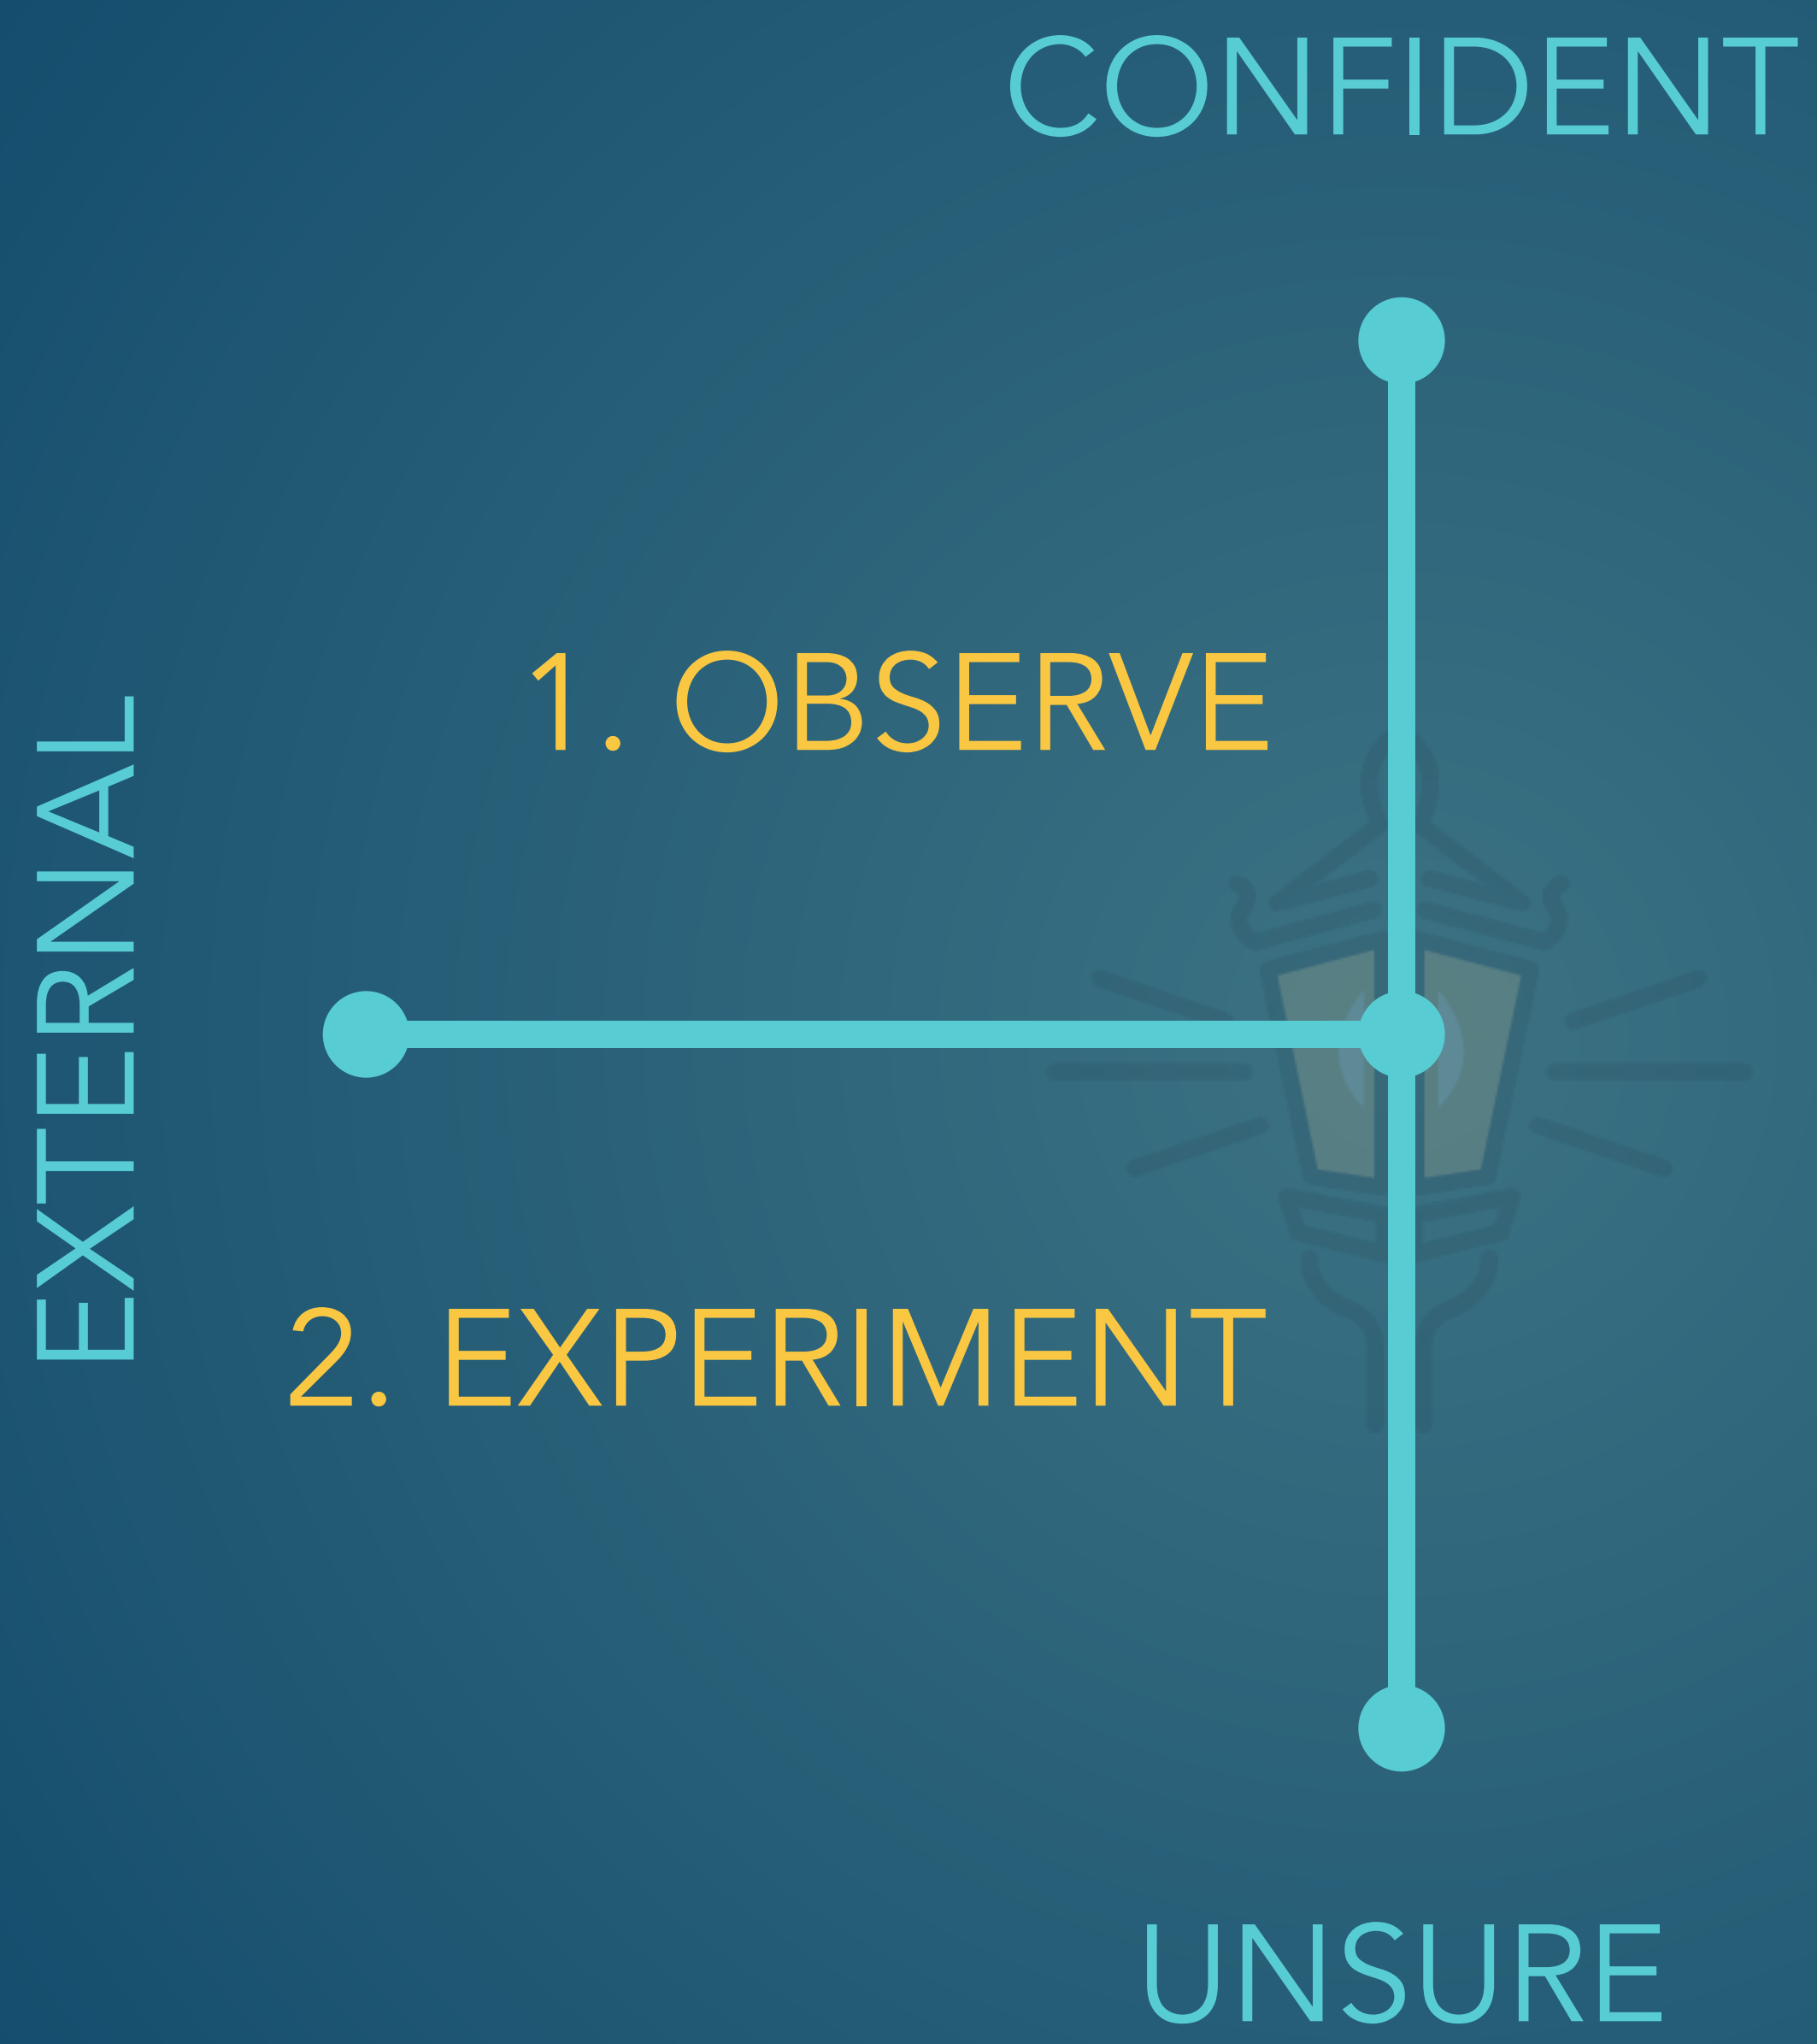 CONFIDENT
1. OBSERVE
EXTERNAL
2. EXPERIMENT
UNSURE